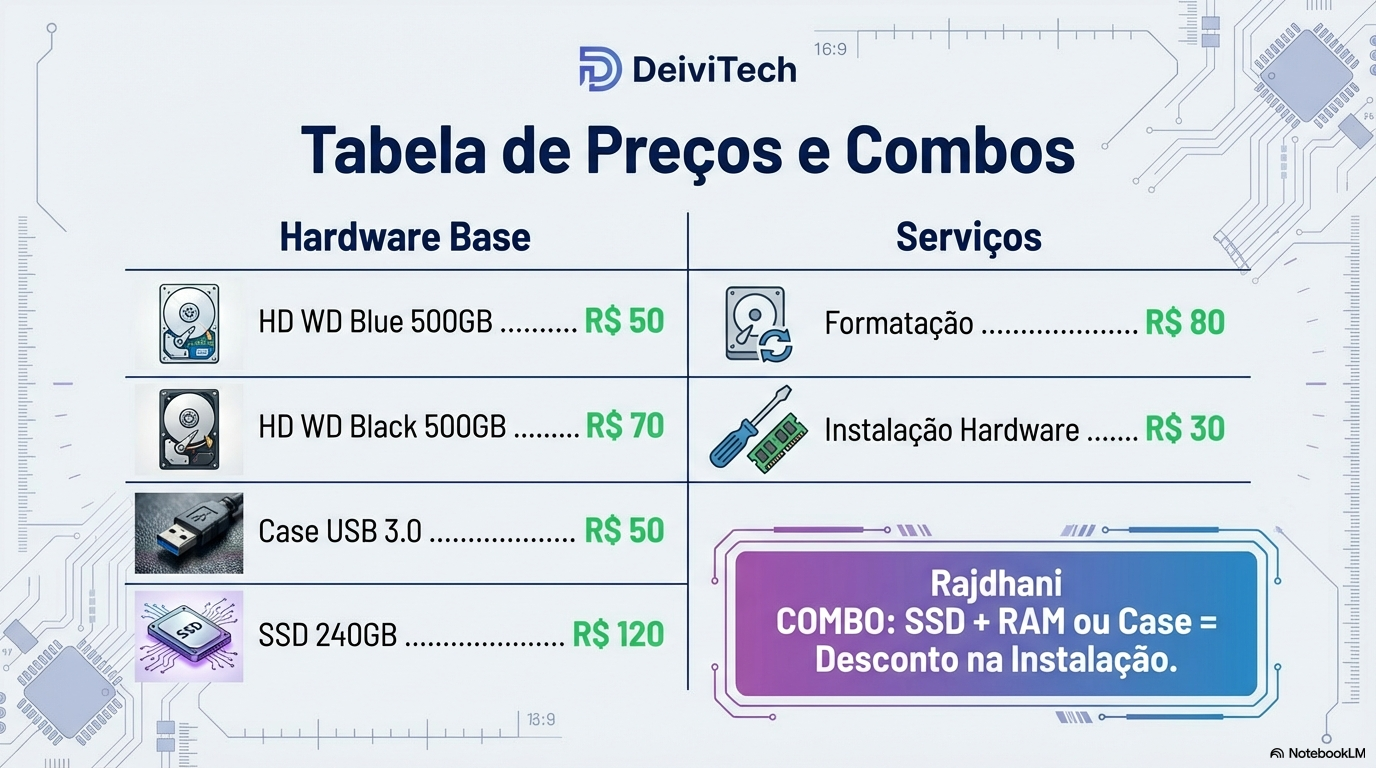 DeiviTech
16:9
Tabela de Preços e Combos
Hardware Base
HD WD Blue 500GB .......... R$ 50
HD WD Black 500GB ......... R$ 70
Case USB 3.0 .................. R$ 50
SSD
SSD 240GB .................... R$ 120
Serviços
Formatação .................... R$ 80
Instalação Hardware ....... R$ 30
Rajdhani
COMBO: SSD + RAM ou Case =
Desconto na Instalação.
13:9
NotebookLM